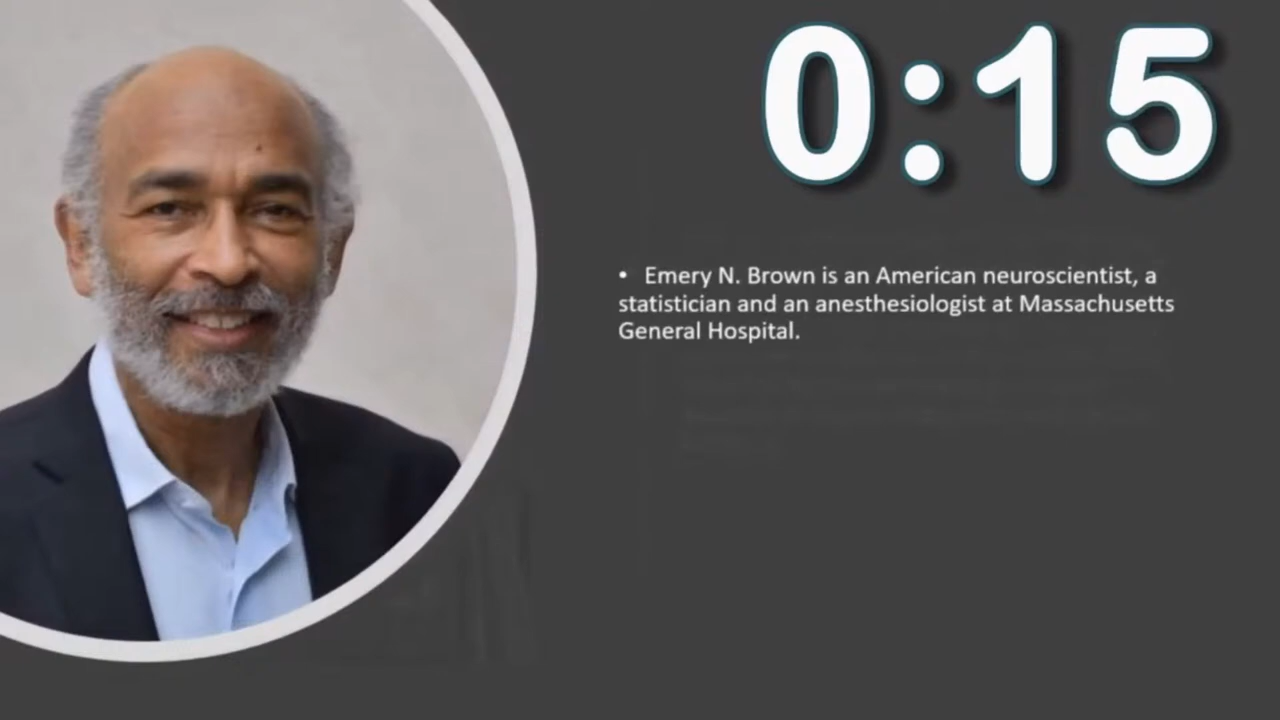 0:15
• Emery N. Brown is an American neuroscientist, a
statistician and an anesthesiologist at Massachusetts
General Hospital.